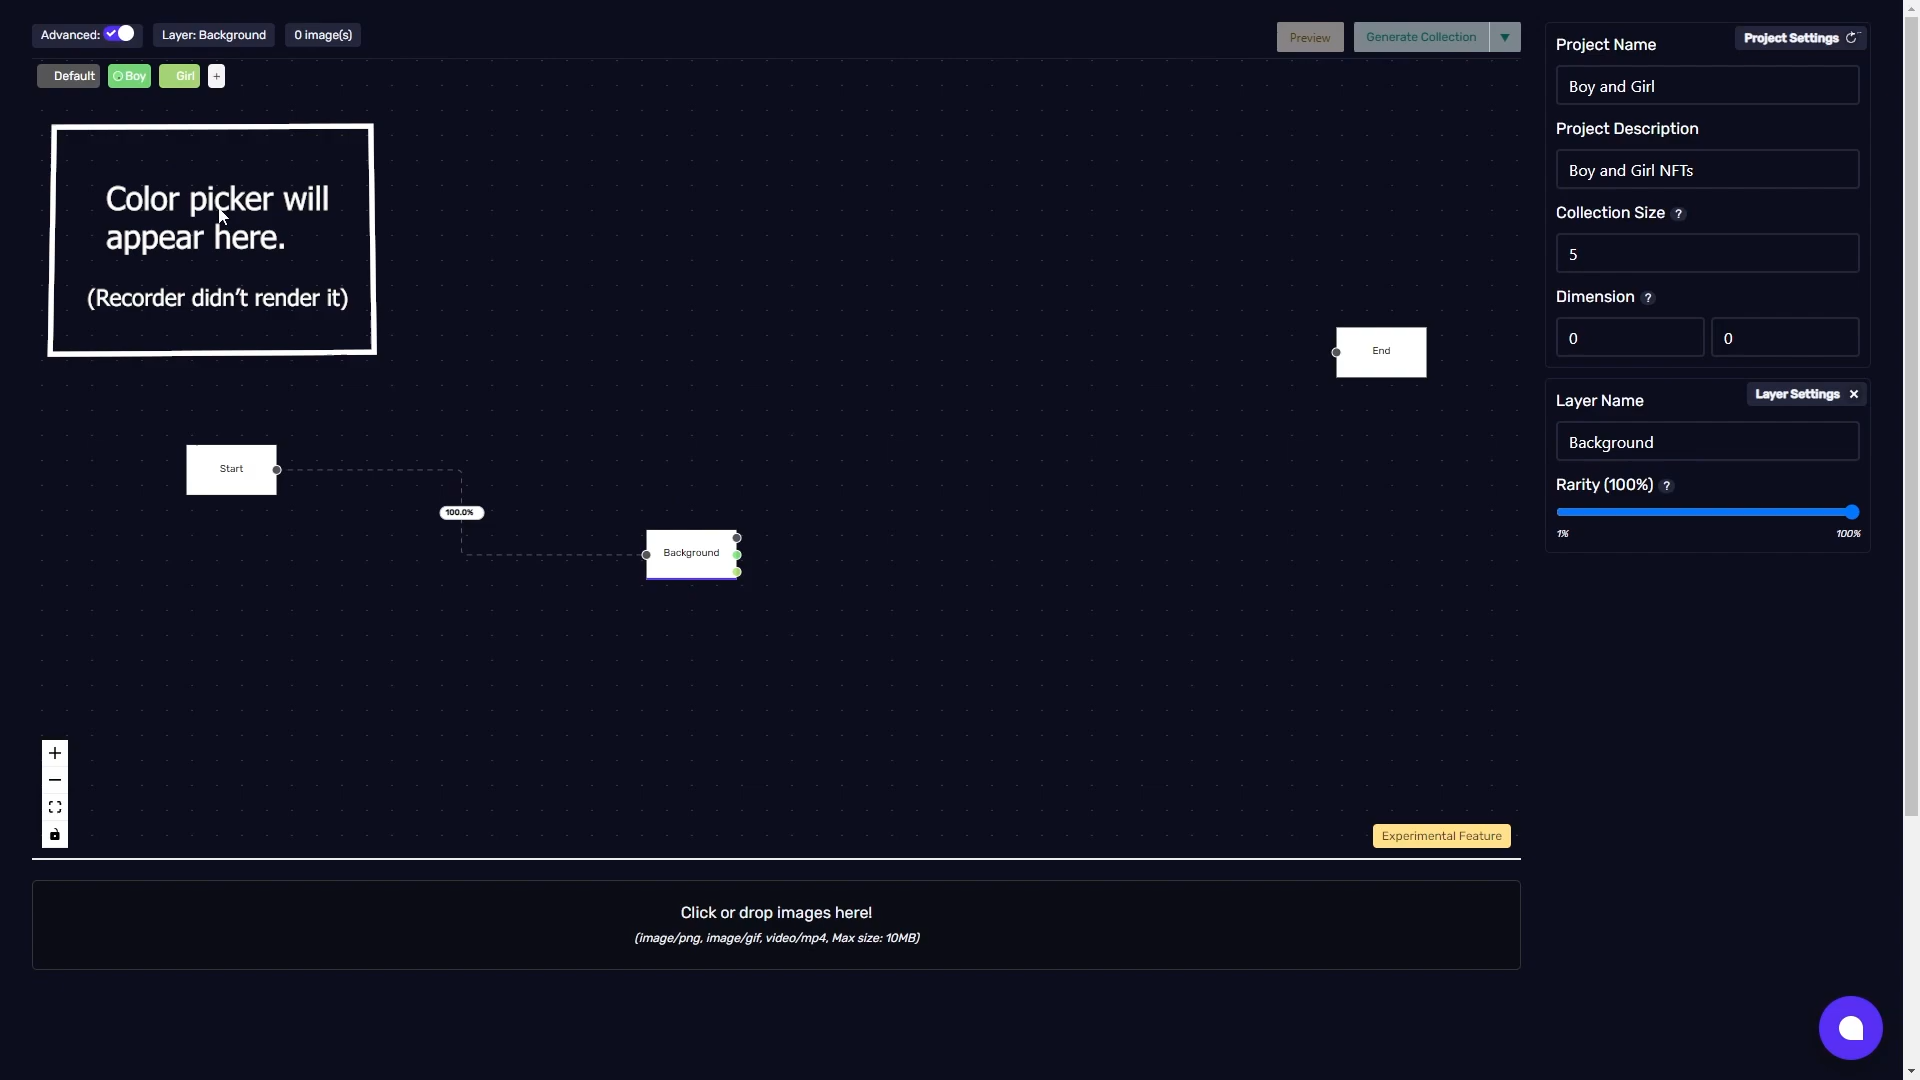 Advanced:
Layer: Background
0 image(s)
Preview
Generate Collection
Default
Boy
Girl
+
Color picker will
appear here.
(Recorder didn't render it)
Start
100.0%
Background
End
Experimental Feature
Click or drop images here!
(image/png, image/gif, video/mp4, Max size: 10MB)
Project Name
Project Settings
Boy and Girl
Project Description
Boy and Girl NFTs
Collection Size ?
5
Dimension ?
0
0
Layer Name
Layer Settings
Background
Rarity (100%) ?
1%
100%